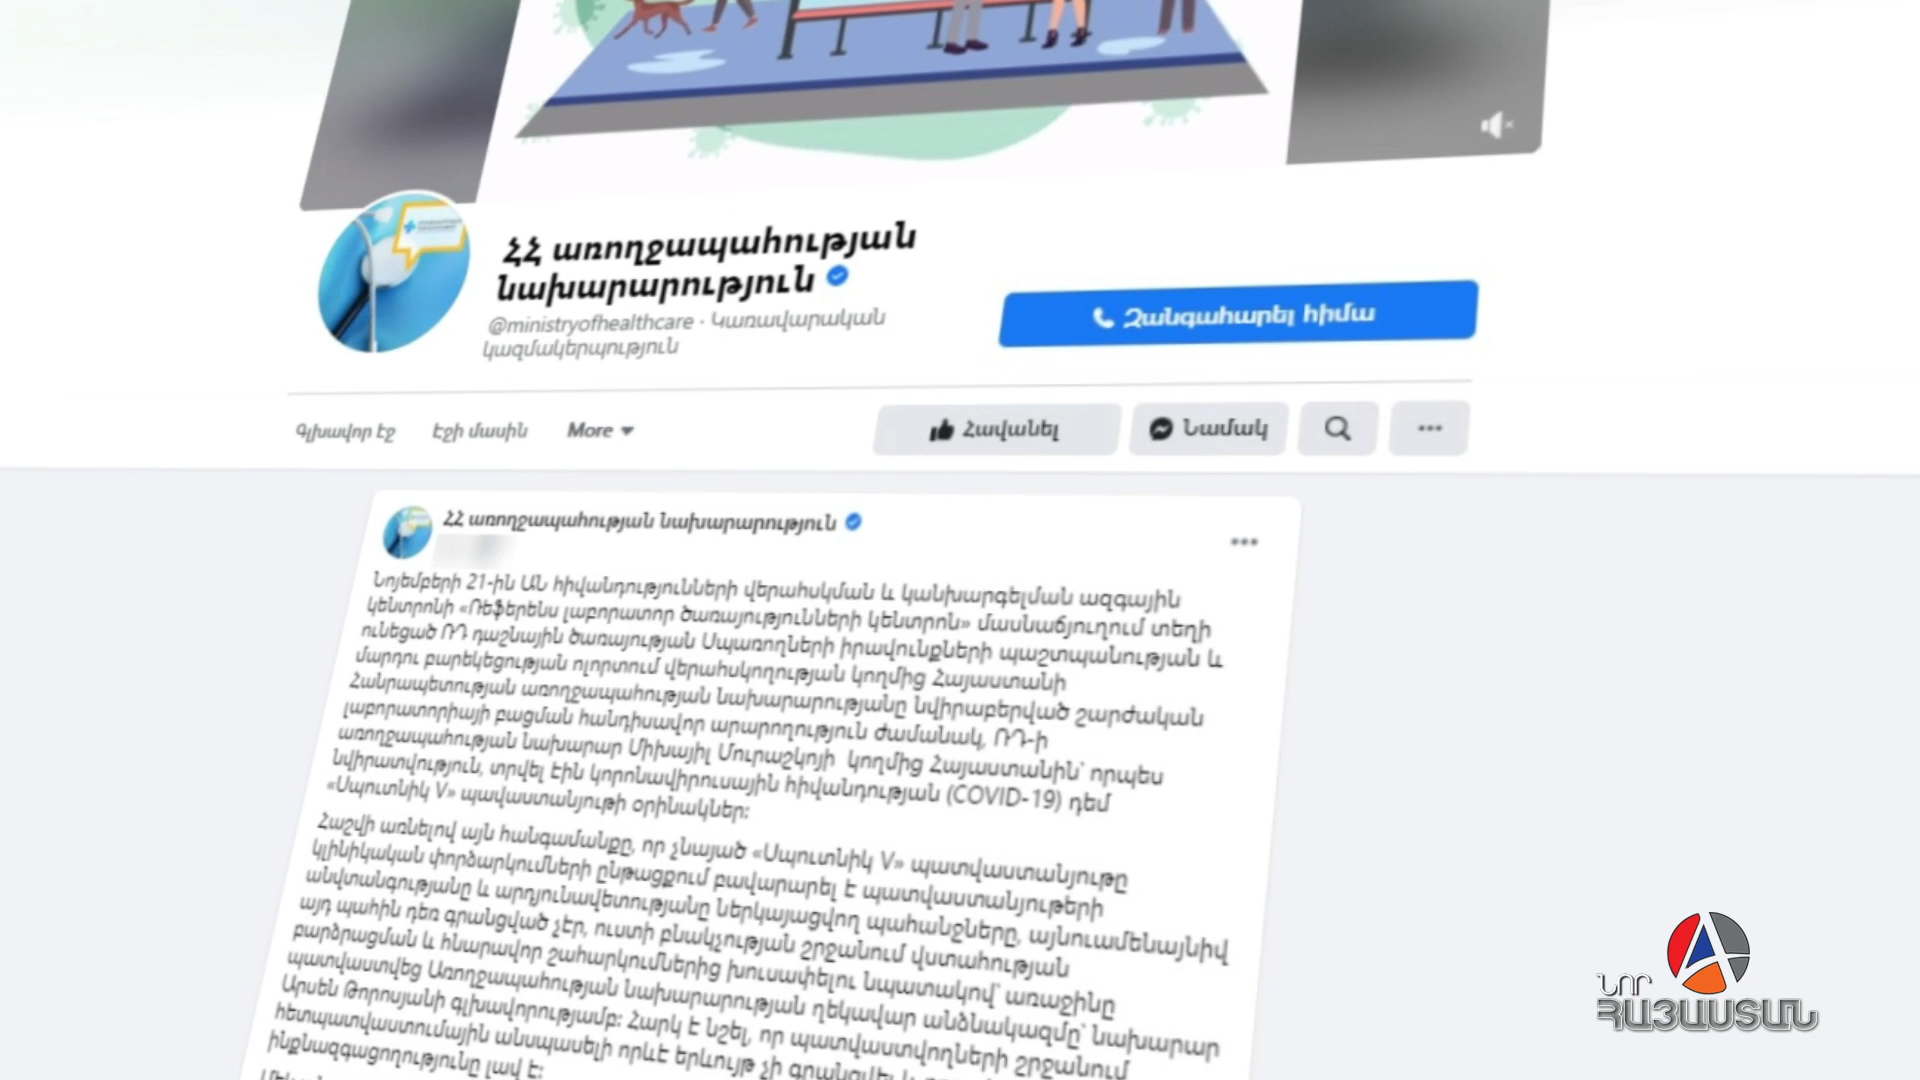 ՀՀ առողջապահության
նախարարություն
@ministryofhealthcare · Կառավարական
կազմակերպություն
Զանգահարել հիմա
Գլխավոր էջ
Էջի մասին
More
Հավանել
Նամակ
ՀՀ առողջապահության նախարարություն
Նոյեմբերի 21-ին ԱՆ հիվանդությունների վերահսկման և կանխարգելման ազգային
կենտրոնի «Ռեֆերենս լաբորատոր ծառայությունների կենտրոն» մասնաճյուղում տեղի
ունեցած ՌԴ դաշնային ծառայության Սպառողների իրավունքների պաշտպանության և
մարդու բարեկեցության ոլորտում վերահսկողության կողմից Հայաստանի
Հանրապետության առողջապահության նախարարությանը նվիրաբերված շարժական
լաբորատորիայի բացման հանդիսավոր արարողություն ժամանակ, ՌԴ-ի
առողջապահության նախարար Միխայիլ Մուրաշկոյի կողմից Հայաստանին՝ որպես
նվիրատվություն, տրվել էին կորոնավիրուսային հիվանդության (COVID-19) դեմ
«Սպուտնիկ V» պավաստանյութի օրինակներ։
Հաշվի առնելով այն հանգամանքը, որ չնայած «Սպուտնիկ V» պատվաստանյութը
կլինիկական փորձարկումների ընթացքում բավարարել է պատվաստանյութերի
անվտանգությանը և արդյունավետությանը ներկայացվող պահանջները, այնուամենայնիվ
այդ պահին դեռ գրանցված չէր, ուստի բնակչության շրջանում վստահության
բարձրացման և հնարավոր շահարկումներից խուսափելու նպատակով՝ առաջինը
պատվաստվեց Առողջապահության նախարարության ղեկավար անձնակազմը՝ նախարար
Արսեն Թորոսյանի գլխավորությամբ։ Հարկ է նշել, որ պատվաստվողների շրջանում
հետպատվաստումային անսպասելի որևէ երևույթ չի գրանցվել և
ինքնազգացողությունը լավ է։
ՆՈՐ
ՀԱՅԱՍՏԱՆ